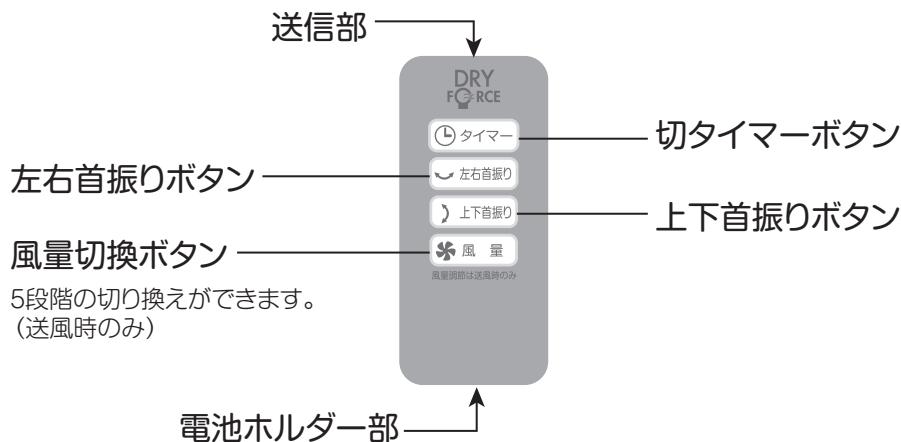 送信部
DRY
FORCE
タイマー
切タイマーボタン
左右首振りボタン
左右首振り
上下首振り
上下首振りボタン
風量切換ボタン
風 量
風量調節は送風時のみ
5段階の切り換えができます。
(送風時のみ)
電池ホルダー部